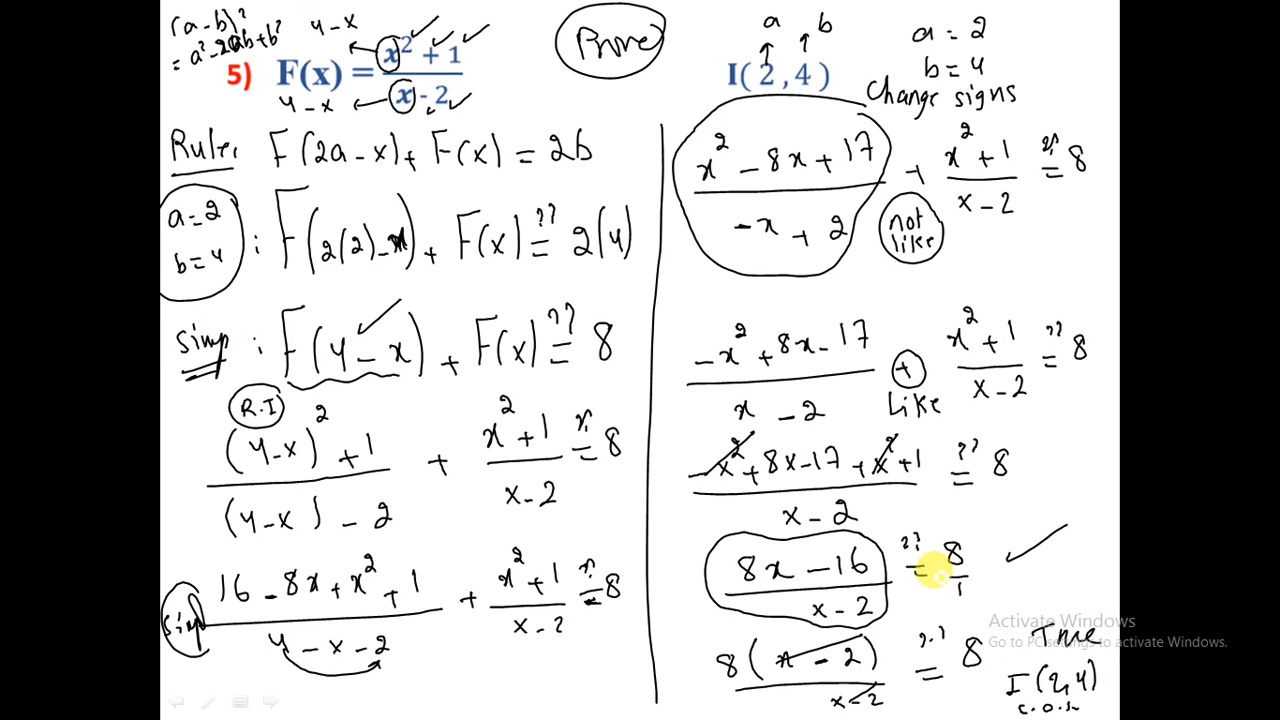 (a-b)²
= a² - 2ab + b²
4-x
5) F(x) = x² + 1 / x - 2
4-x
Prove
a b
I( 2 , 4 )
a = 2
b = 4
change signs
Rule: F(2a-x) + F(x) = 2b
a = 2
b = 4
: F(2(2)-x) + F(x) =?? 2(4)
Simp : F(4-x) + F(x) =?? 8
R.I
(4-x)² + 1 / (4-x) - 2 + x² + 1 / x-2 =?? 8
Simp
16 - 8x + x² + 1 / 4 - x - 2 + x² + 1 / x-2 =?? 8
x² - 8x + 17 / -x + 2 + x² + 1 / x-2 =?? 8
not
like
-x² + 8x - 17 / x - 2 + x² + 1 / x-2 =?? 8
Like
-x² + 8x - 17 + x² + 1 / x-2 =?? 8
8x - 16 / x-2 =?? 8 / 1
8(x-2) / x-2 =?? 8
True
I(2,4)
c.o.s
Activate Windows
Go to PC settings to activate Windows.